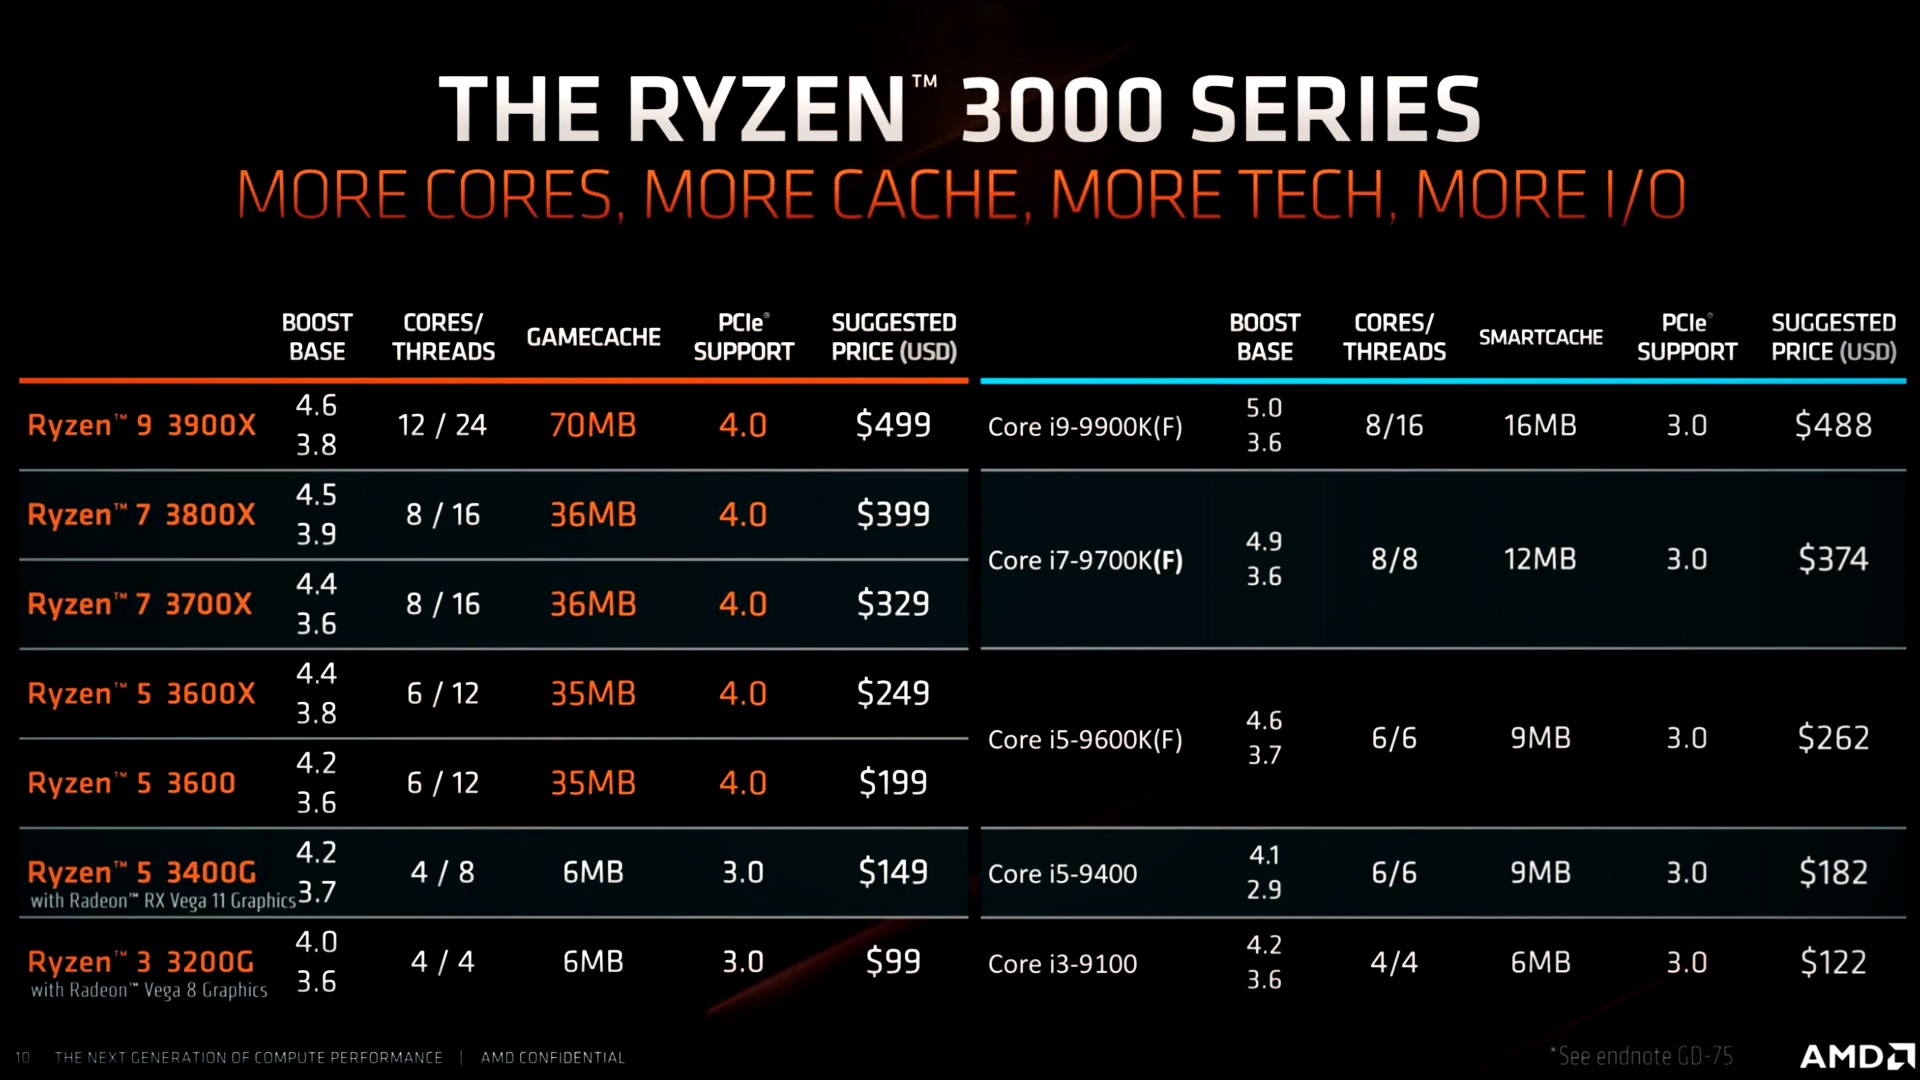 THE RYZEN™ 3000 SERIES
MORE CORES, MORE CACHE, MORE TECH, MORE I/O
BOOST BASE CORES/ THREADS GAMECACHE PCIe® SUPPORT SUGGESTED PRICE (USD)
Ryzen™ 9 3900X 4.6 3.8 12 / 24 70MB 4.0 $499
Ryzen™ 7 3800X 4.5 3.9 8 / 16 36MB 4.0 $399
Ryzen™ 7 3700X 4.4 3.6 8 / 16 36MB 4.0 $329
Ryzen™ 5 3600X 4.4 3.8 6 / 12 35MB 4.0 $249
Ryzen™ 5 3600 4.2 3.6 6 / 12 35MB 4.0 $199
Ryzen™ 5 3400G 4.2 3.7 4 / 8 6MB 3.0 $149
with Radeon™ RX Vega 11 Graphics
Ryzen™ 3 3200G 4.0 3.6 4 / 4 6MB 3.0 $99
with Radeon™ Vega 8 Graphics
BOOST BASE CORES/ THREADS SMARTCACHE PCIe® SUPPORT SUGGESTED PRICE (USD)
Core i9-9900K(F) 5.0 3.6 8/16 16MB 3.0 $488
Core i7-9700K(F) 4.9 3.6 8/8 12MB 3.0 $374
Core i5-9600K(F) 4.6 3.7 6/6 9MB 3.0 $262
Core i5-9400 4.1 2.9 6/6 9MB 3.0 $182
Core i3-9100 4.2 3.6 4/4 6MB 3.0 $122
10 THE NEXT GENERATION OF COMPUTE PERFORMANCE | AMD CONFIDENTIAL
*See endnote GD-75
AMD